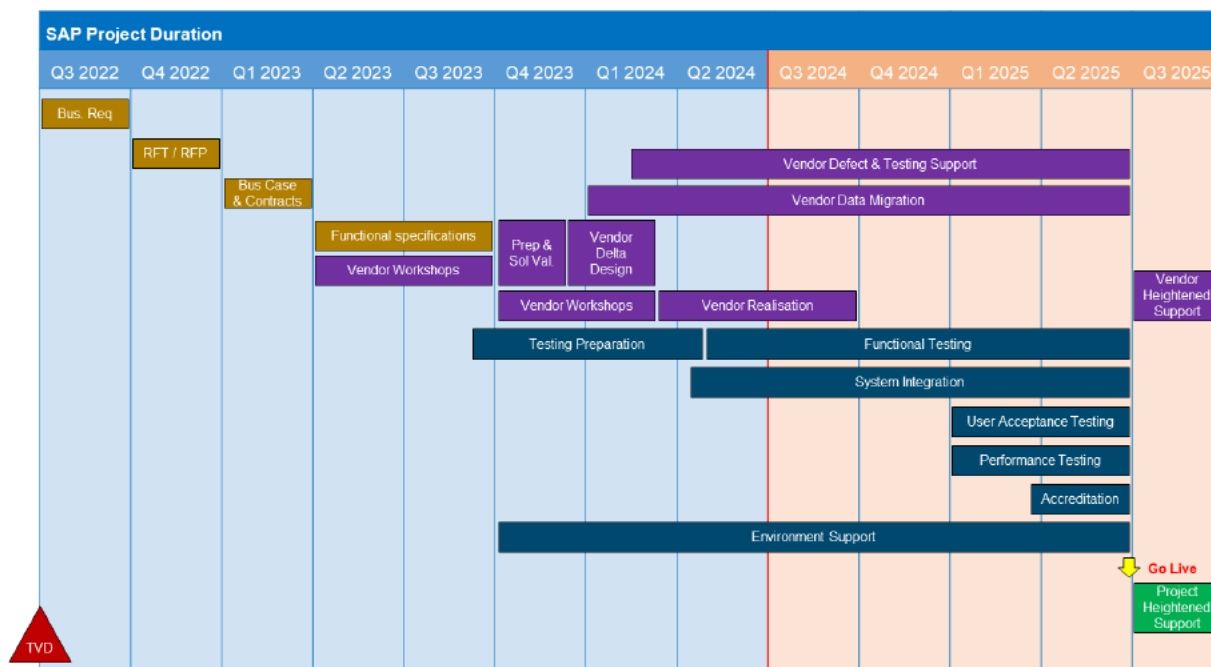 SAP Project Duration
Q3 2022 Q4 2022 Q1 2023 Q2 2023 Q3 2023 Q4 2023 Q1 2024 Q2 2024 Q3 2024 Q4 2024 Q1 2025 Q2 2025 Q3 2025
Bus. Req
RFT / RFP
Vendor Defect & Testing Support
Bus Case
& Contracts
Vendor Data Migration
Functional specifications
Prep &
Sol Val.
Vendor
Delta
Design
Vendor Workshops
Vendor
Heightened
Support
Vendor Workshops
Vendor Realisation
Testing Preparation
Functional Testing
System Integration
User Acceptance Testing
Performance Testing
Accreditation
Environment Support
Go Live
Project
Heightened
Support
TVD